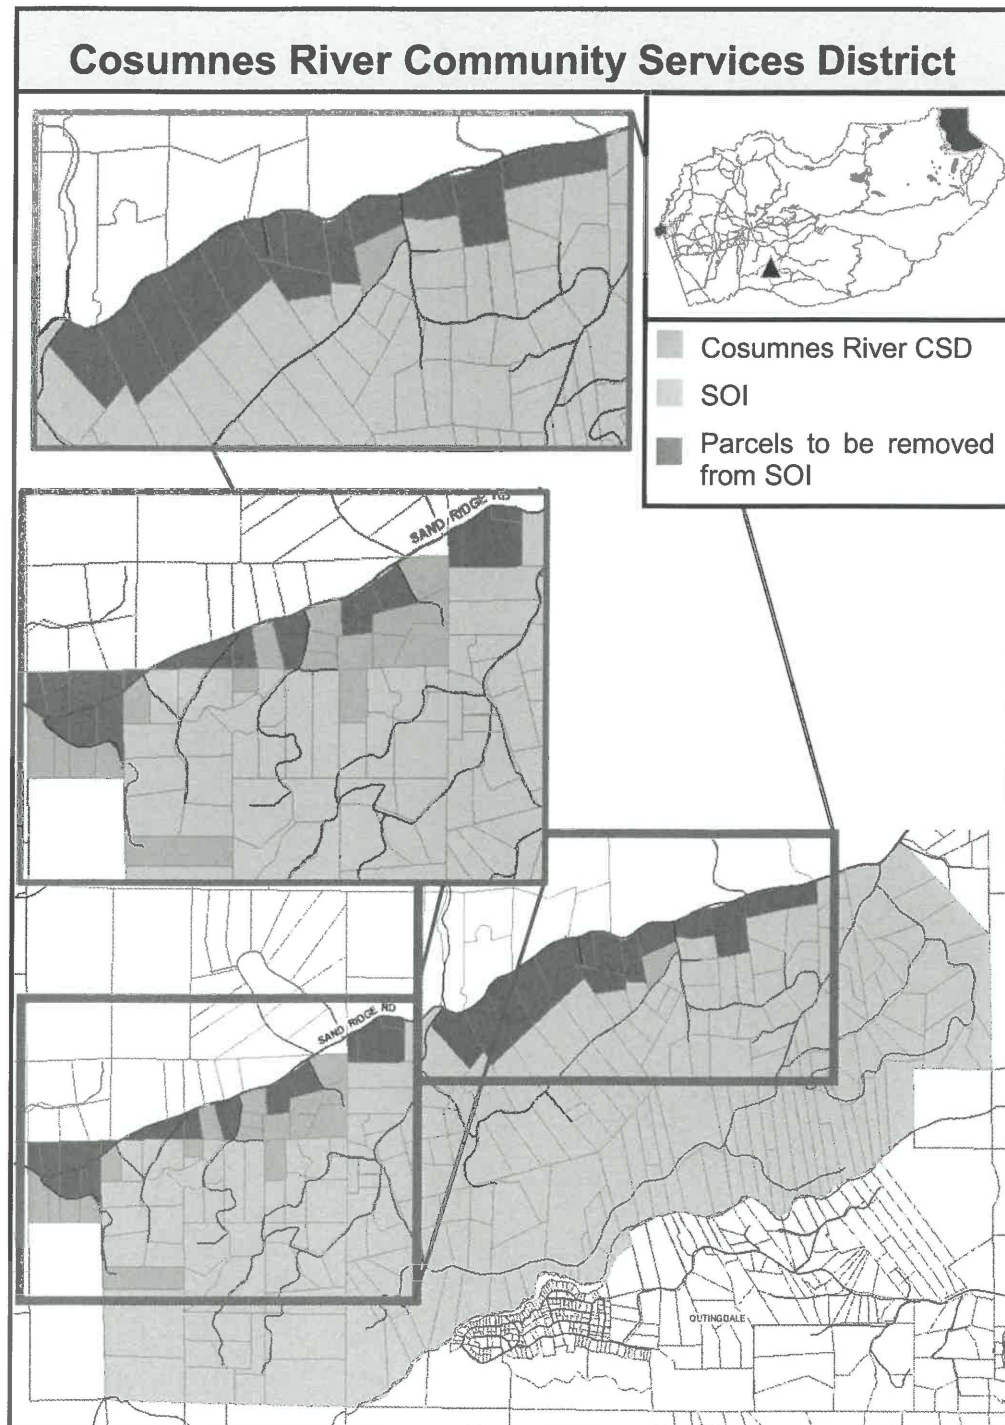 Cosumnes River Community Services District
Cosumnes River CSD
SOI
Parcels to be removed
from SOI
SAND RIDGE RD
SAND RIDGE RD
OUTINGDALE